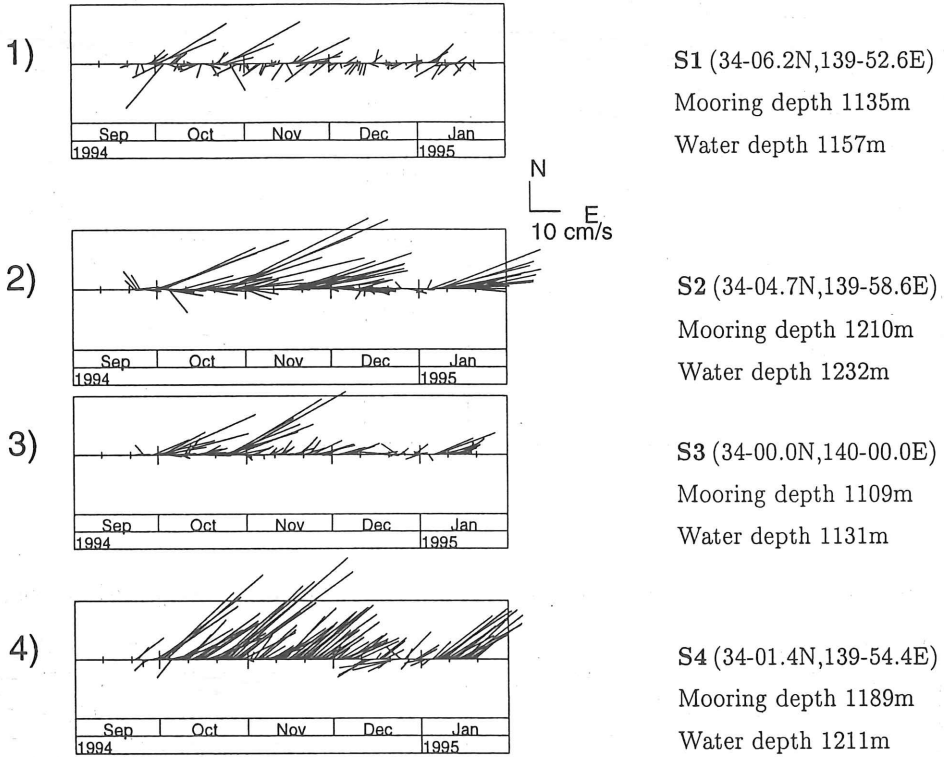 1)
Sep Oct Nov Dec Jan
1994 1995
S1 (34-06.2N,139-52.6E)
Mooring depth 1135m
Water depth 1157m
N
E
10 cm/s
2)
Sep Oct Nov Dec Jan
1994 1995
S2 (34-04.7N,139-58.6E)
Mooring depth 1210m
Water depth 1232m
3)
Sep Oct Nov Dec Jan
1994 1995
S3 (34-00.0N,140-00.0E)
Mooring depth 1109m
Water depth 1131m
4)
Sep Oct Nov Dec Jan
1994 1995
S4 (34-01.4N,139-54.4E)
Mooring depth 1189m
Water depth 1211m